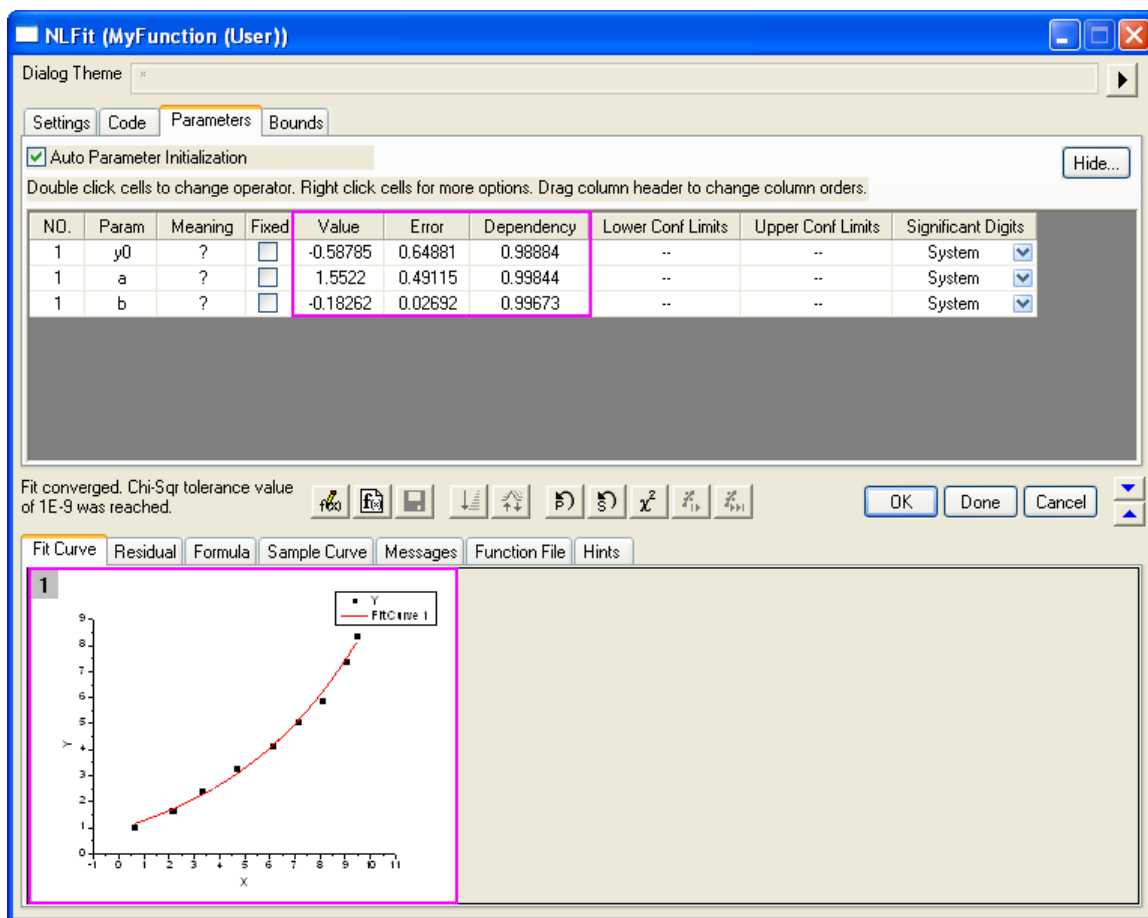 NLFit (MyFunction (User))
Dialog Theme *
Settings Code Parameters Bounds
Auto Parameter Initialization
Hide...
Double click cells to change operator. Right click cells for more options. Drag column header to change column orders.
NO. Param Meaning Fixed Value Error Dependency Lower Conf Limits Upper Conf Limits Significant Digits
1 y0 ? -0.58785 0.64881 0.98884 -- -- System
1 a ? 1.5522 0.49115 0.99844 -- -- System
1 b ? -0.18262 0.02692 0.99673 -- -- System
Fit converged. Chi-Sqr tolerance value
of 1E-9 was reached.
f(x) P S χ²
OK Done Cancel
Fit Curve Residual Formula Sample Curve Messages Function File Hints
1
Y
FitCurve 1
9
8
7
6
5
4
3
2
1
0
Y
-1 0 1 2 3 4 5 6 7 8 9 10 11
X